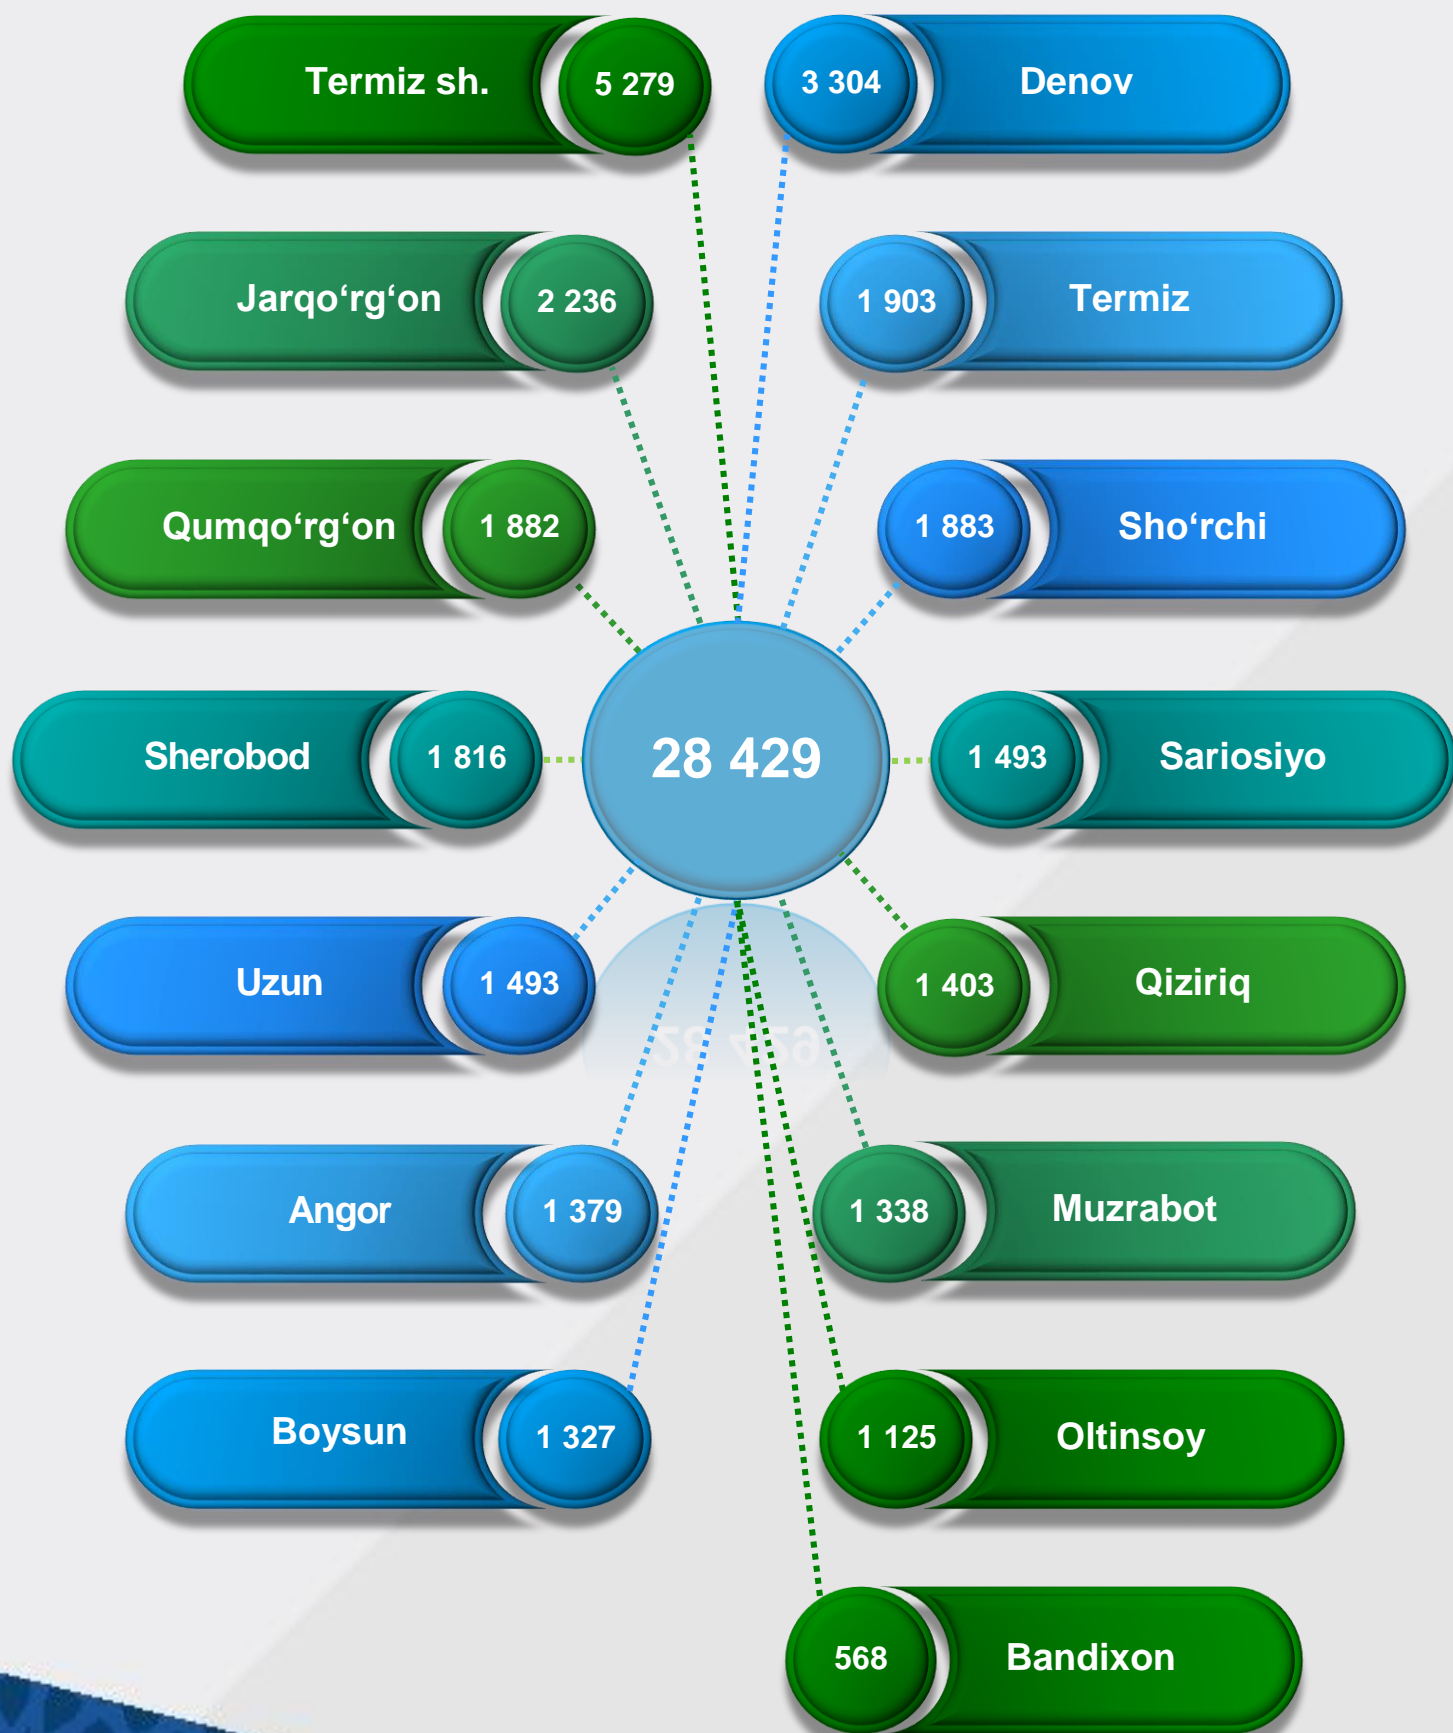 Termiz sh. 5 279
3 304 Denov
Jarqo‘rg‘on 2 236
1 903 Termiz
Qumqo‘rg‘on 1 882
1 883 Sho‘rchi
Sherobod 1 816
28 429
1 493 Sariosiyo
Uzun 1 493
1 403 Qiziriq
Angor 1 379
1 338 Muzrabot
Boysun 1 327
1 125 Oltinsoy
568 Bandixon